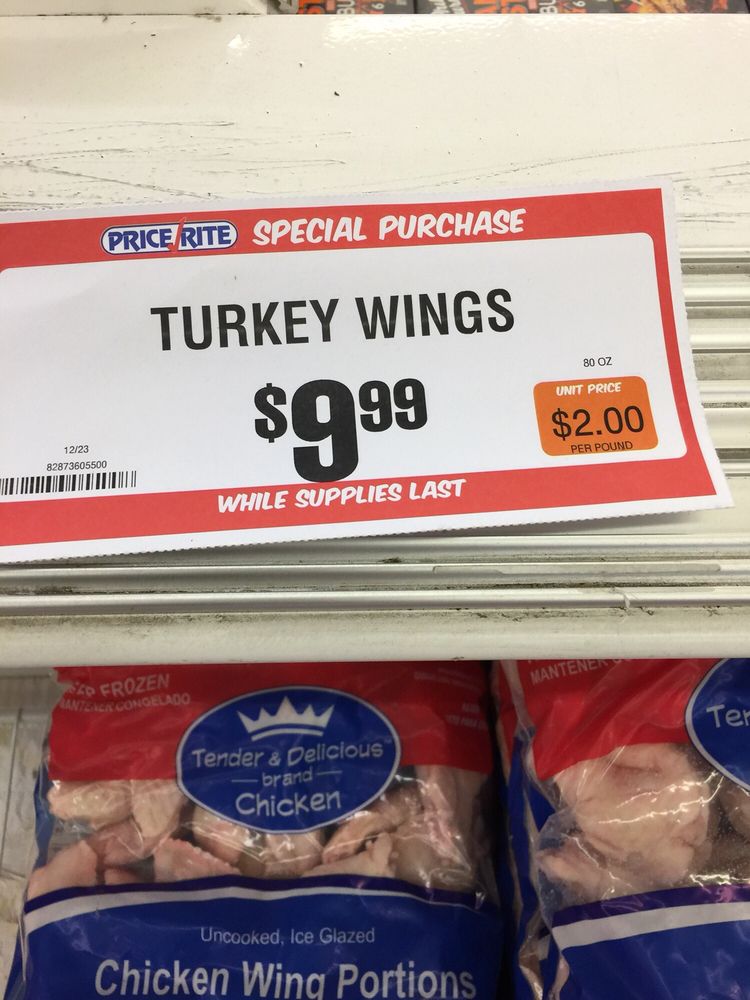 PRICE RITE SPECIAL PURCHASE
TURKEY WINGS
80 OZ
$9.99
UNIT PRICE
$2.00
PER POUND
12/23
82873605500
WHILE SUPPLIES LAST
FROZEN
MANTENER CONGELADO
Tender & Delicious
brand
Chicken
Uncooked, Ice Glazed
Chicken Wing Portions
MANTENER
Ten